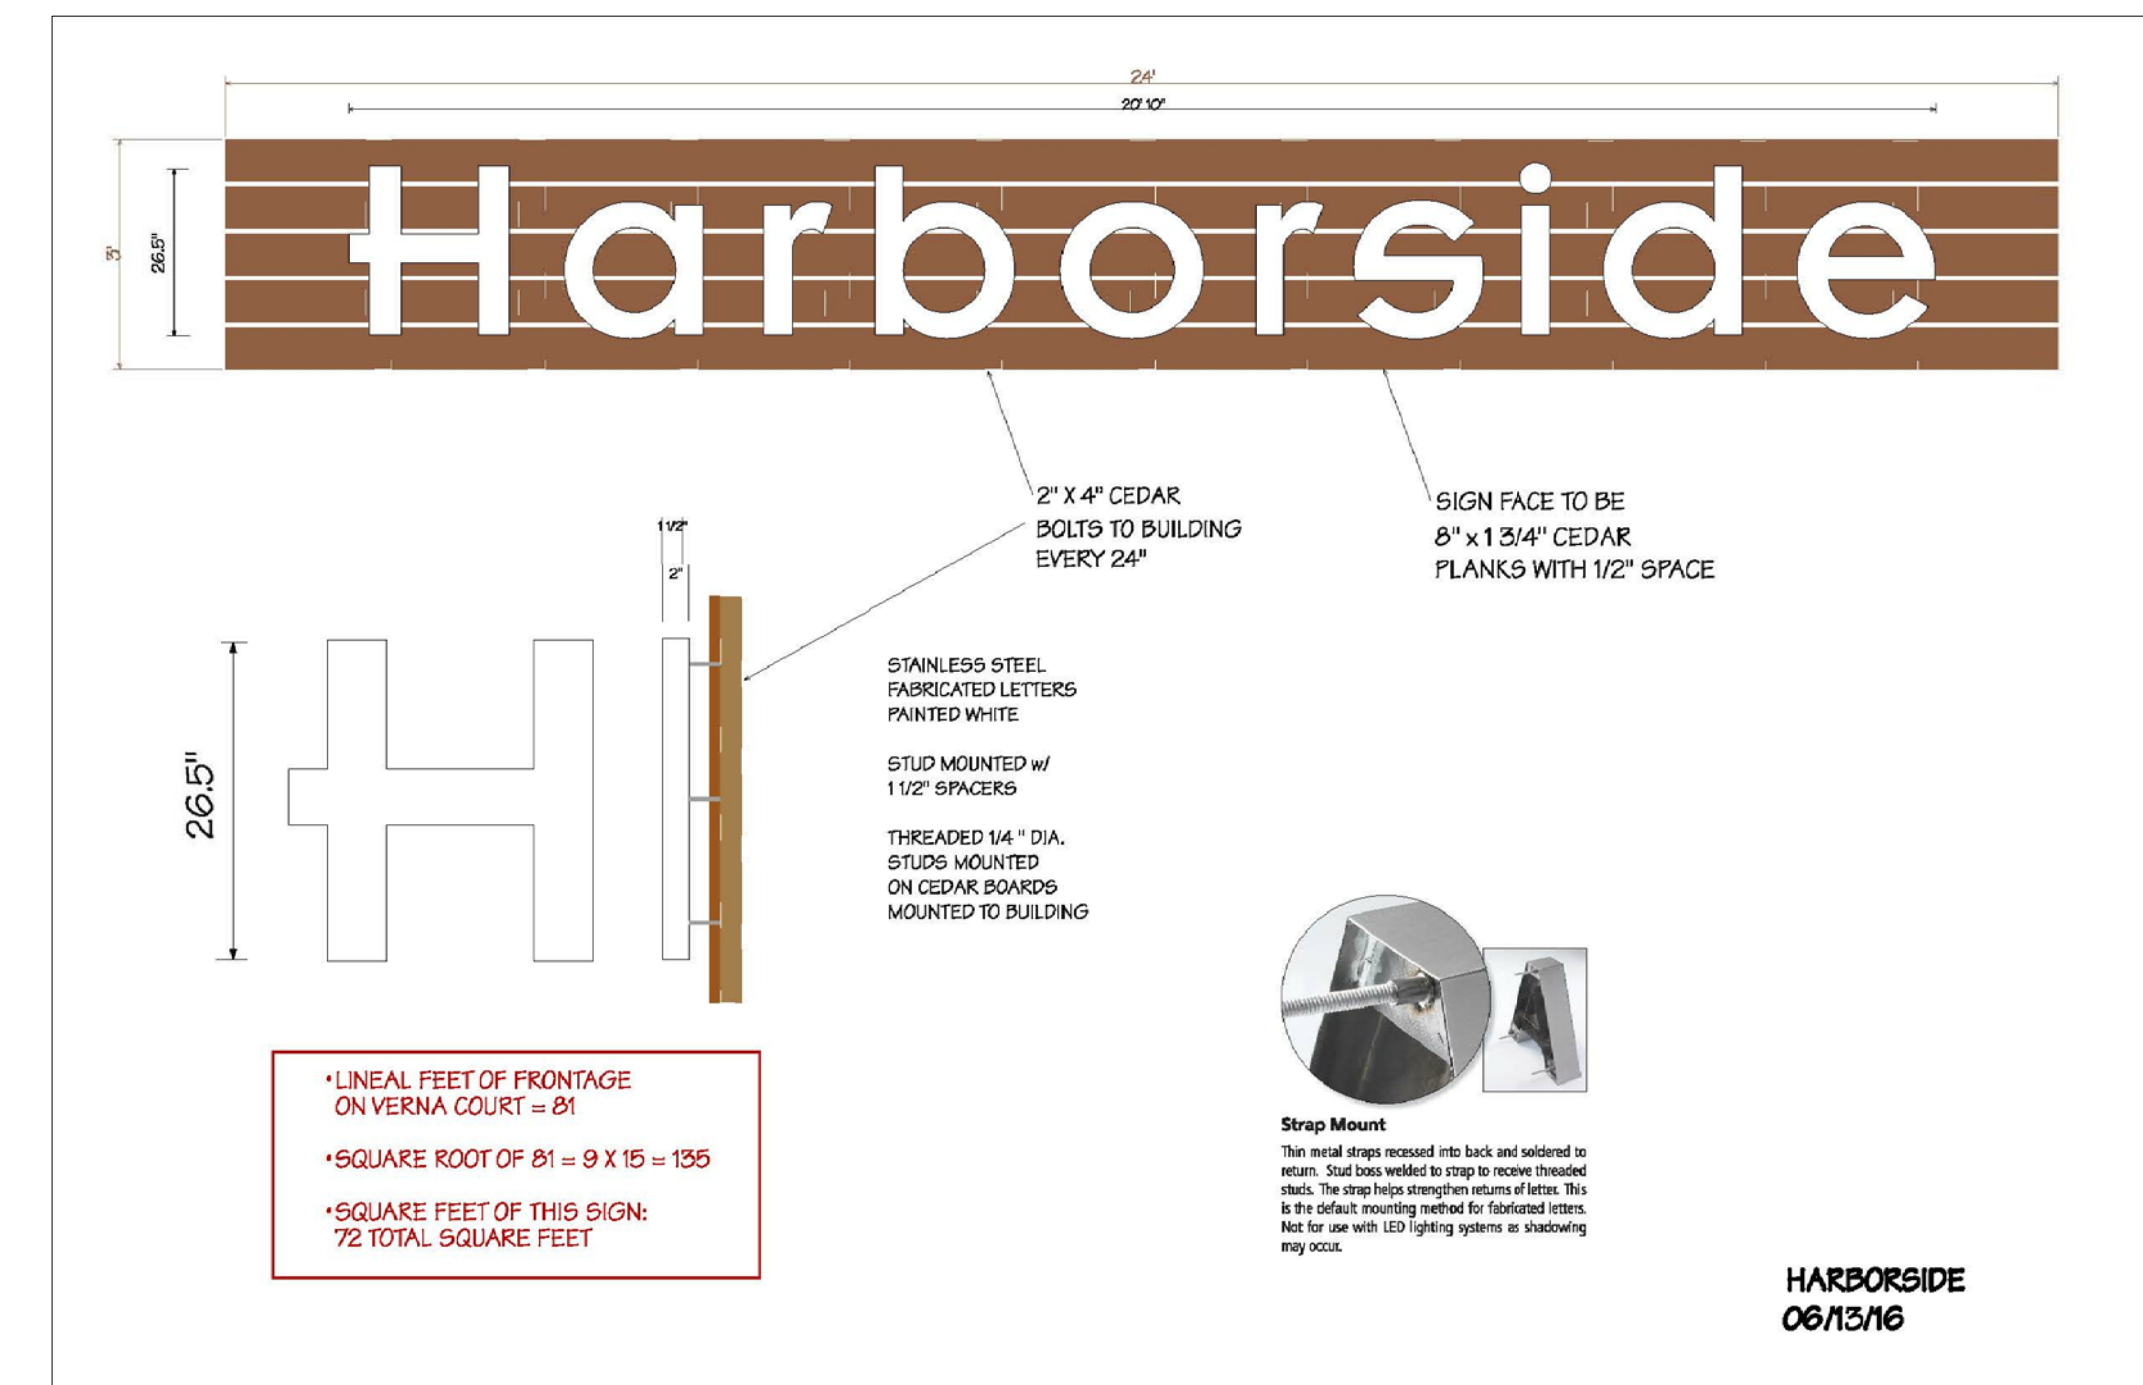 24'
20' 10"
3'
26.5"
Harborside
2" X 4" CEDAR
BOLTS TO BUILDING
EVERY 24"
SIGN FACE TO BE
8" x 1 3/4" CEDAR
PLANKS WITH 1/2" SPACE
1 1/2"
2"
26.5"
STAINLESS STEEL
FABRICATED LETTERS
PAINTED WHITE
STUD MOUNTED w/
1 1/2" SPACERS
THREADED 1/4 " DIA.
STUDS MOUNTED
ON CEDAR BOARDS
MOUNTED TO BUILDING
•LINEAL FEET OF FRONTAGE
ON VERNA COURT = 81
•SQUARE ROOT OF 81 = 9 X 15 = 135
•SQUARE FEET OF THIS SIGN:
72 TOTAL SQUARE FEET
Strap Mount
Thin metal straps recessed into back and soldered to
return. Stud boss welded to strap to receive threaded
studs. The strap helps strengthen returns of letter. This
is the default mounting method for fabricated letters.
Not for use with LED lighting systems as shadowing
may occur.
HARBORSIDE
06/13/16